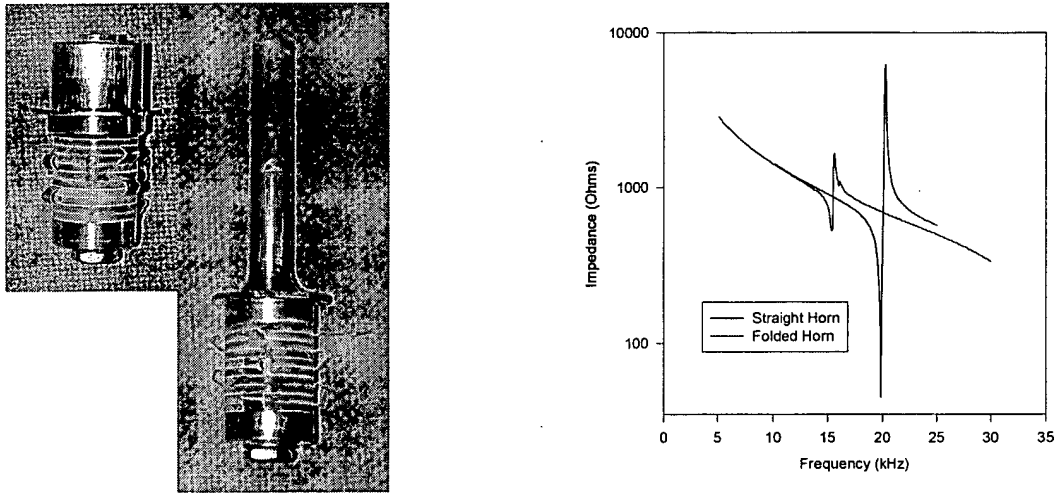 10000
1000
100
Impedance (Ohms)
Straight Horn
Folded Horn
0 5 10 15 20 25 30 35
Frequency (kHz)